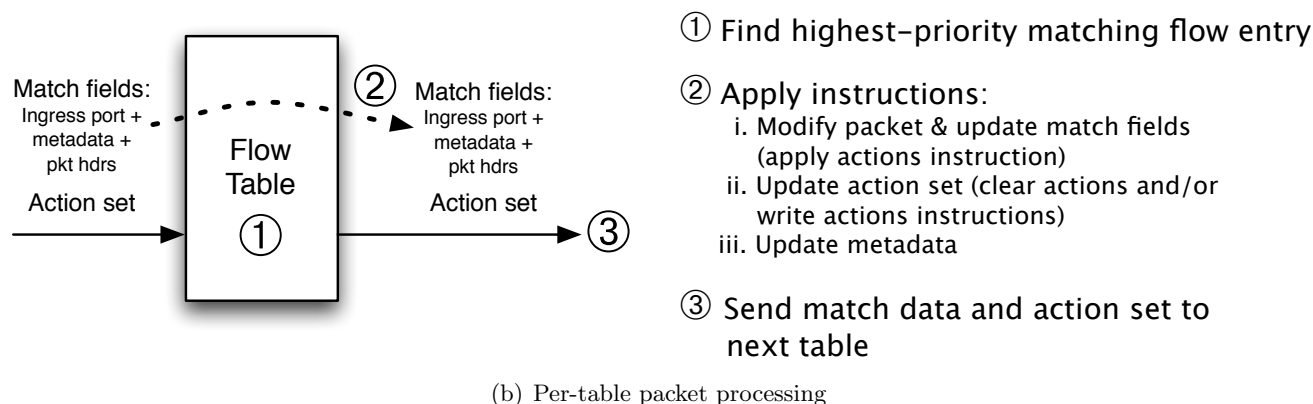 Match fields:
Ingress port +
metadata +
pkt hdrs
Action set
Flow
Table
①
②
Match fields:
Ingress port +
metadata +
pkt hdrs
Action set
③
① Find highest-priority matching flow entry
② Apply instructions:
i. Modify packet & update match fields
(apply actions instruction)
ii. Update action set (clear actions and/or
write actions instructions)
iii. Update metadata
③ Send match data and action set to
next table
(b) Per-table packet processing